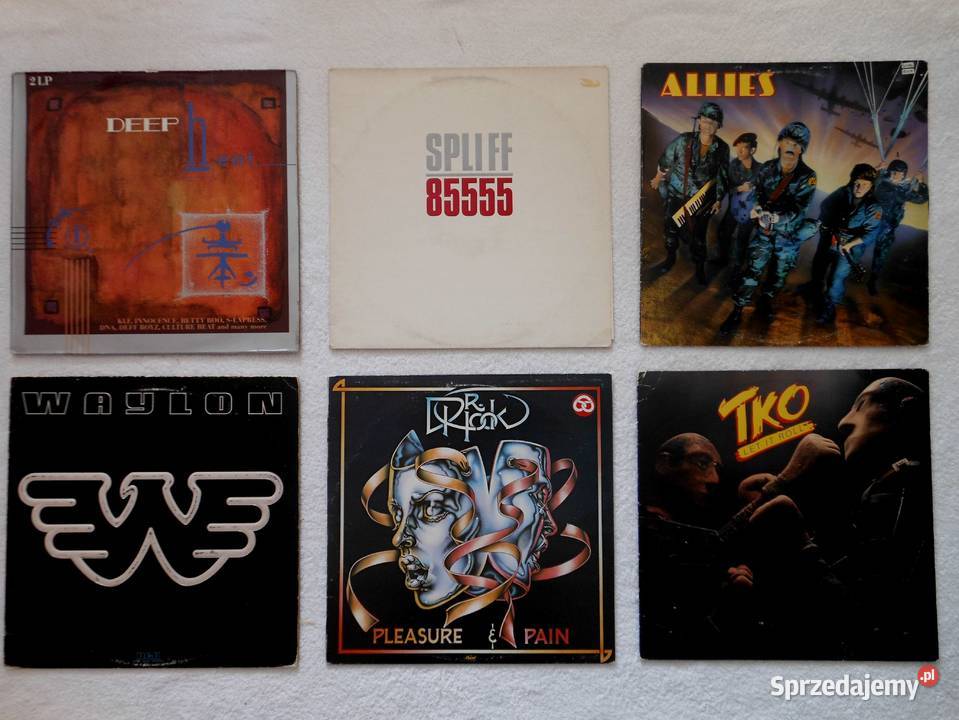 2 LP
DEEP
heat
KLF, INNOCENCE, BETTY BOO, S-EXPRESS,
DNA, DEFF BOYZ, CULTURE BEAT and many more
SPLIFF
85555
ALLIES
WAYLON
RCA
DR. HOOK
PLEASURE & PAIN
TKO
LET IT ROLL
Sprzedajemy.pl